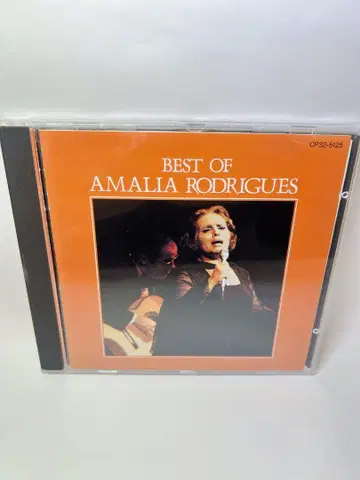 CP32-5125
BEST OF
AMALIA RODRIGUES